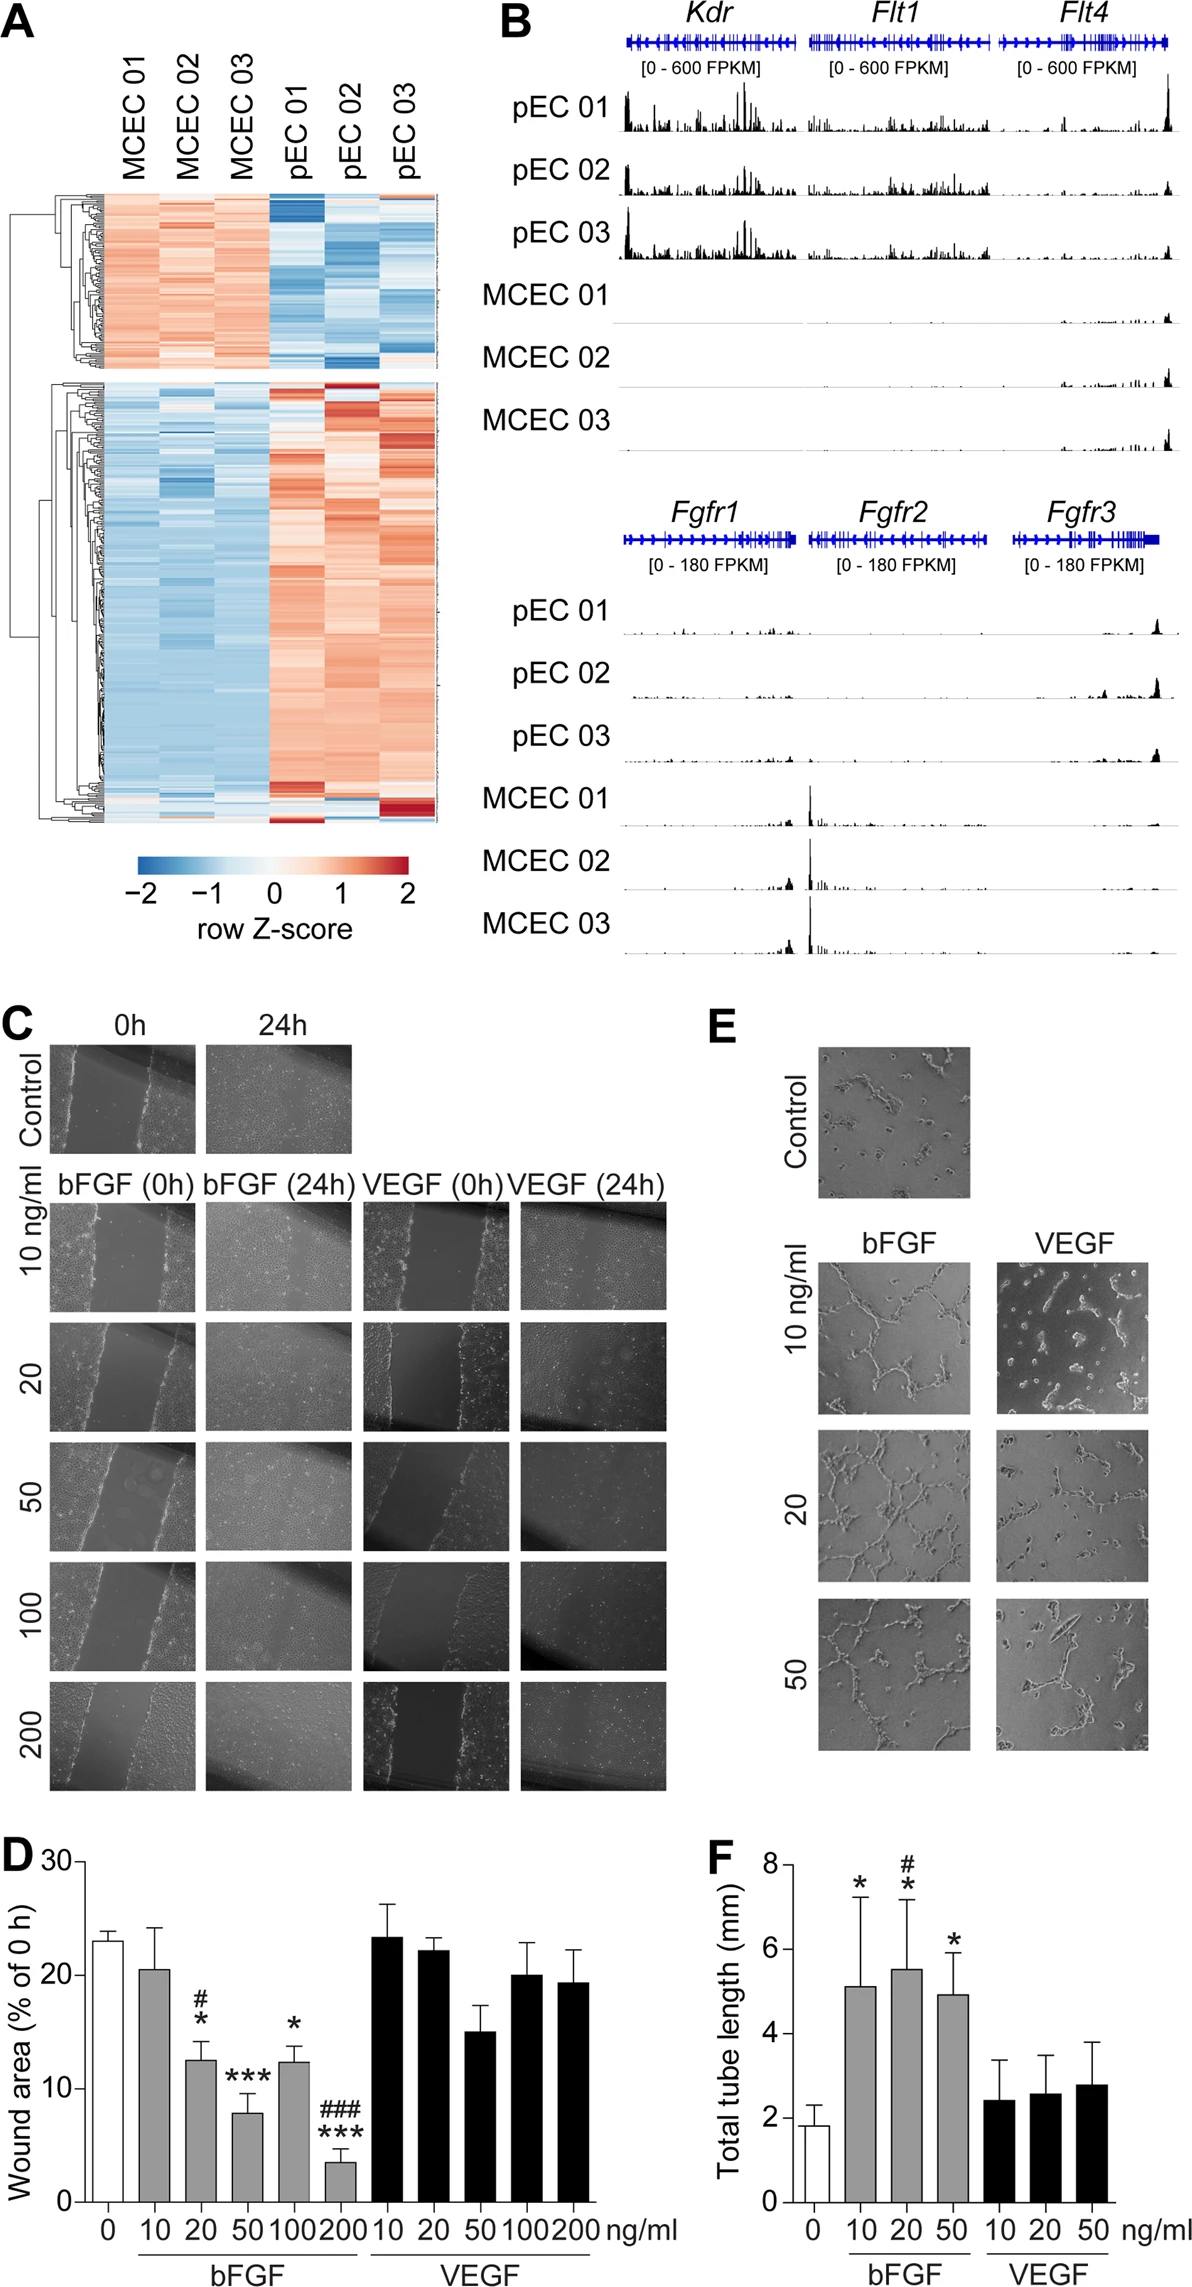 A
MCEC 01
MCEC 02
MCEC 03
pEC 01
pEC 02
pEC 03
−2 −1 0 1 2
row Z-score
B
Kdr Flt1 Flt4
[0 - 600 FPKM] [0 - 600 FPKM] [0 - 600 FPKM]
pEC 01
pEC 02
pEC 03
MCEC 01
MCEC 02
MCEC 03
Fgfr1 Fgfr2 Fgfr3
[0 - 180 FPKM] [0 - 180 FPKM] [0 - 180 FPKM]
pEC 01
pEC 02
pEC 03
MCEC 01
MCEC 02
MCEC 03
C
0h 24h
Control
bFGF (0h) bFGF (24h) VEGF (0h) VEGF (24h)
10 ng/ml
20
50
100
200
E
Control
bFGF VEGF
10 ng/ml
20
50
D
Wound area (% of 0 h)
30
20
10
0
#
*
***
*
###
***
0 10 20 50 100 200 10 20 50 100 200 ng/ml
bFGF VEGF
F
Total tube length (mm)
8
6
4
2
0
*
#
*
*
0 10 20 50 10 20 50 ng/ml
bFGF VEGF